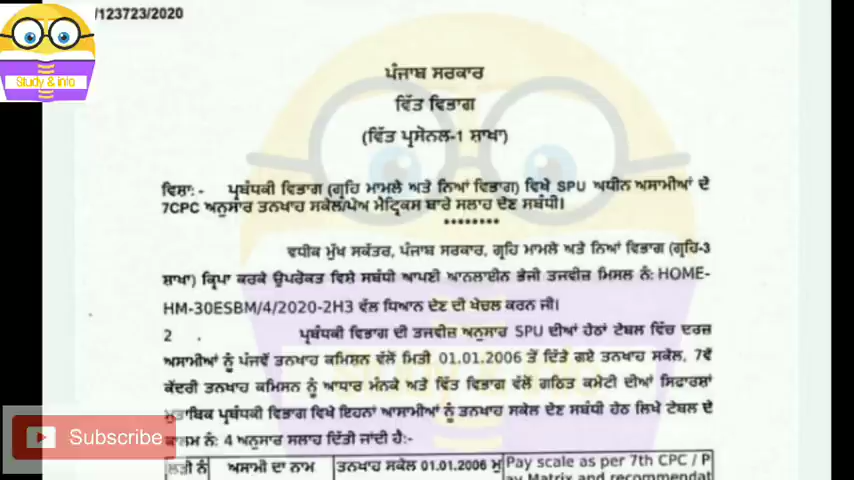 /123723/2020
Study & info
ਪੰਜਾਬ ਸਰਕਾਰ
ਵਿੱਤ ਵਿਭਾਗ
(ਵਿੱਤ ਪ੍ਰਸੋਨਲ-1 ਸ਼ਾਖਾ)
ਵਿਸ਼ਾ:- ਪ੍ਰਬੰਧਕੀ ਵਿਭਾਗ (ਗ੍ਰਹਿ ਮਾਮਲੇ ਅਤੇ ਨਿਆਂ ਵਿਭਾਗ) ਵਿਖੇ SPU ਅਧੀਨ ਅਸਾਮੀਆਂ ਦੇ
7CPC ਅਨੁਸਾਰ ਤਨਖਾਹ ਸਕੇਲ/ਪੇਅ ਮੈਟ੍ਰਿਕਸ ਬਾਰੇ ਸਲਾਹ ਦੇਣ ਸਬੰਧੀ।
********
ਵਧੀਕ ਮੁੱਖ ਸਕੱਤਰ, ਪੰਜਾਬ ਸਰਕਾਰ, ਗ੍ਰਹਿ ਮਾਮਲੇ ਅਤੇ ਨਿਆਂ ਵਿਭਾਗ (ਗ੍ਰਹਿ-3
ਸ਼ਾਖਾ) ਕ੍ਰਿਪਾ ਕਰਕੇ ਉਪਰੋਕਤ ਵਿਸ਼ੇ ਸਬੰਧੀ ਆਪਣੀ ਆਨਲਾਈਨ ਭੇਜੀ ਤਜਵੀਜ਼ ਮਿਸਲ ਨੰ: HOME-
HM-30ESBM/4/2020-2H3 ਵੱਲ ਧਿਆਨ ਦੇਣ ਦੀ ਖੇਚਲ ਕਰਨ ਜੀ।
2 . ਪ੍ਰਬੰਧਕੀ ਵਿਭਾਗ ਦੀ ਤਜਵੀਜ਼ ਅਨੁਸਾਰ SPU ਦੀਆਂ ਹੇਠਾਂ ਟੇਬਲ ਵਿੱਚ ਦਰਜ਼
ਅਸਾਮੀਆਂ ਨੂੰ ਪੰਜਵੇਂ ਤਨਖਾਹ ਕਮਿਸ਼ਨ ਵੱਲੋਂ ਮਿਤੀ 01.01.2006 ਤੋਂ ਦਿੱਤੇ ਗਏ ਤਨਖਾਹ ਸਕੇਲ, 7ਵੇਂ
ਕੇਂਦਰੀ ਤਨਖਾਹ ਕਮਿਸ਼ਨ ਨੂੰ ਆਧਾਰ ਮੰਨਕੇ ਅਤੇ ਵਿੱਤ ਵਿਭਾਗ ਵੱਲੋਂ ਗਠਿਤ ਕਮੇਟੀ ਦੀਆਂ ਸਿਫਾਰਸ਼ਾਂ
ਮੁਤਾਬਿਕ ਪ੍ਰਬੰਧਕੀ ਵਿਭਾਗ ਵਿਖੇ ਇਹਨਾਂ ਆਸਾਮੀਆਂ ਨੂੰ ਤਨਖਾਹ ਸਕੇਲ ਦੇਣ ਸਬੰਧੀ ਹੇਠ ਲਿਖੇ ਟੇਬਲ ਦੇ
ਕਾਲਮ ਨੰ: 4 ਅਨੁਸਾਰ ਸਲਾਹ ਦਿੱਤੀ ਜਾਂਦੀ ਹੈ:-
Subscribe
ਲੜੀ ਨੰ ਅਸਾਮੀ ਦਾ ਨਾਮ ਤਨਖਾਹ ਸਕੇਲ 01.01.2006 ਮੁ Pay scale as per 7th CPC / P
ay Matrix and recommendat